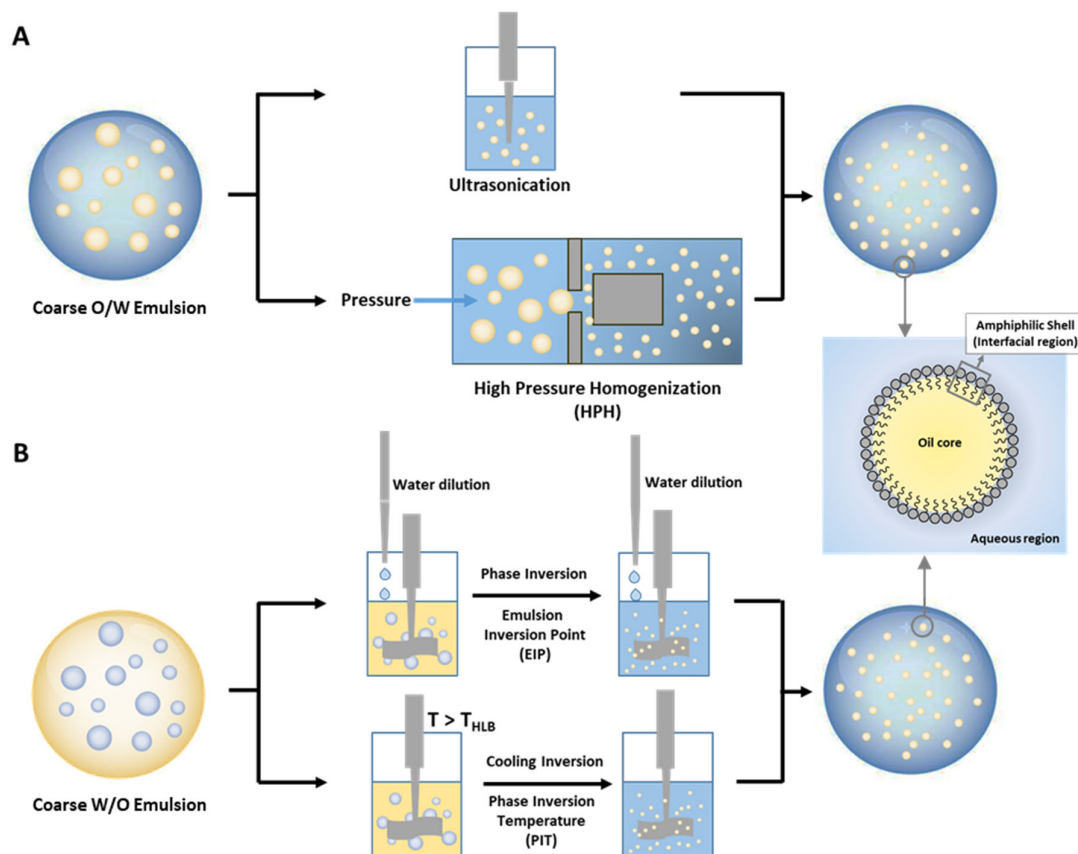 A
Ultrasonication
Coarse O/W Emulsion
Pressure
High Pressure Homogenization
(HPH)
Amphiphilic Shell
(Interfacial region)
Oil core
Aqueous region
B
Water dilution
Water dilution
Phase Inversion
Emulsion
Inversion Point
(EIP)
Coarse W/O Emulsion
T > THLB
Cooling Inversion
Phase Inversion
Temperature
(PIT)